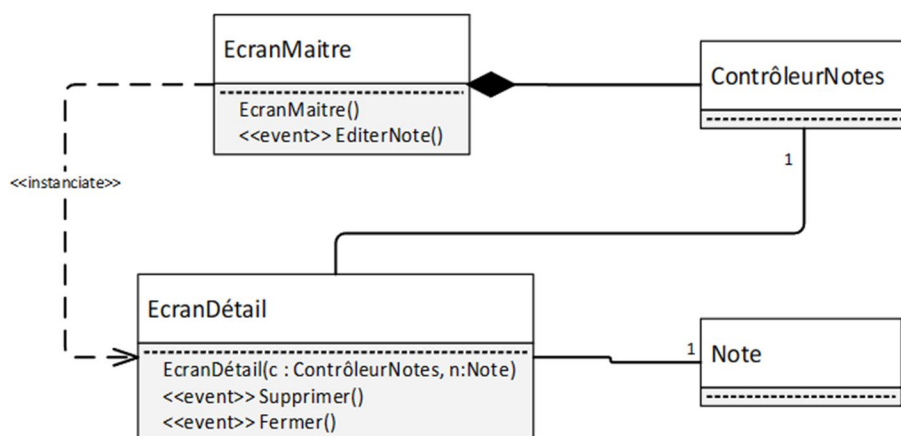 EcranMaitre
EcranMaitre()
<<event>> EditerNote()
ContrôleurNotes
1
<<instanciate>>
EcranDétail
EcranDétail(c : ContrôleurNotes, n:Note)
<<event>> Supprimer()
<<event>> Fermer()
1
Note